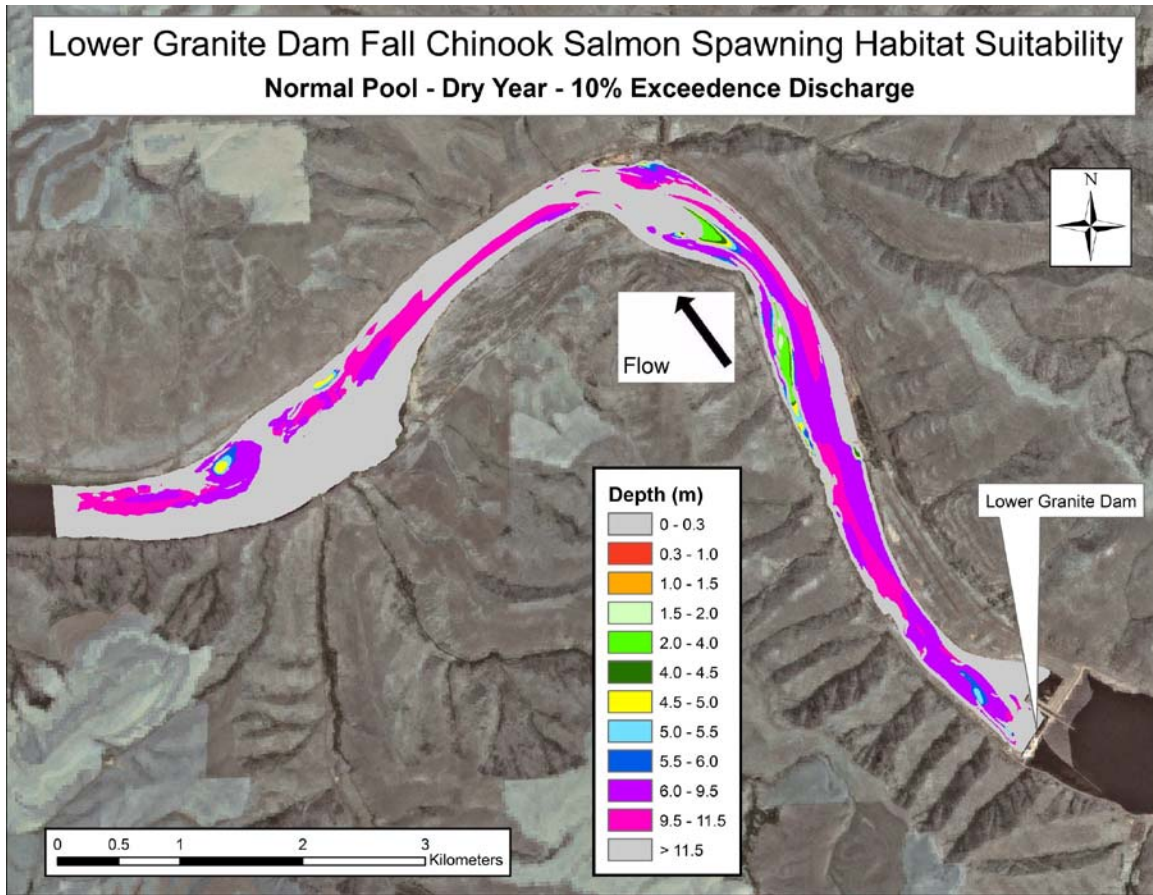 Lower Granite Dam Fall Chinook Salmon Spawning Habitat Suitability
Normal Pool - Dry Year - 10% Exceedence Discharge
N
Flow
Lower Granite Dam
Depth (m)
0 - 0.3
0.3 - 1.0
1.0 - 1.5
1.5 - 2.0
2.0 - 4.0
4.0 - 4.5
4.5 - 5.0
5.0 - 5.5
5.5 - 6.0
6.0 - 9.5
9.5 - 11.5
> 11.5
0 0.5 1 2 3
Kilometers